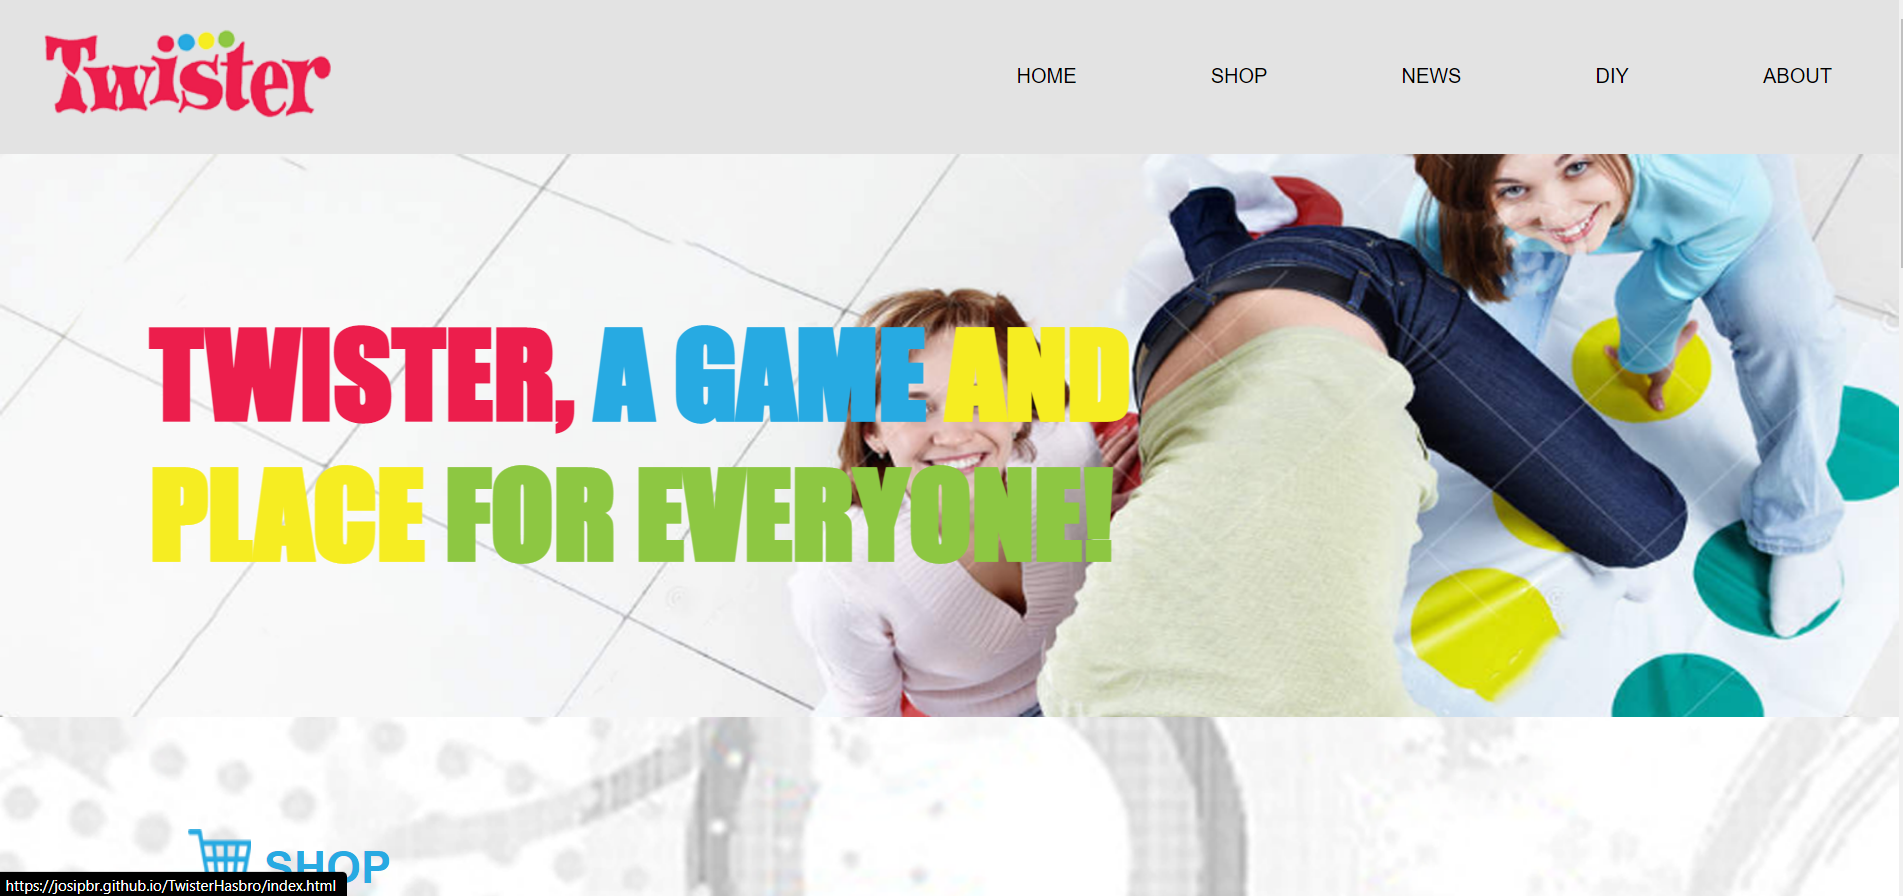 Twister
HOME SHOP NEWS DIY ABOUT
TWISTER, A GAME AND
PLACE FOR EVERYONE!
SHOP
https://josipbr.github.io/TwisterHasbro/index.html